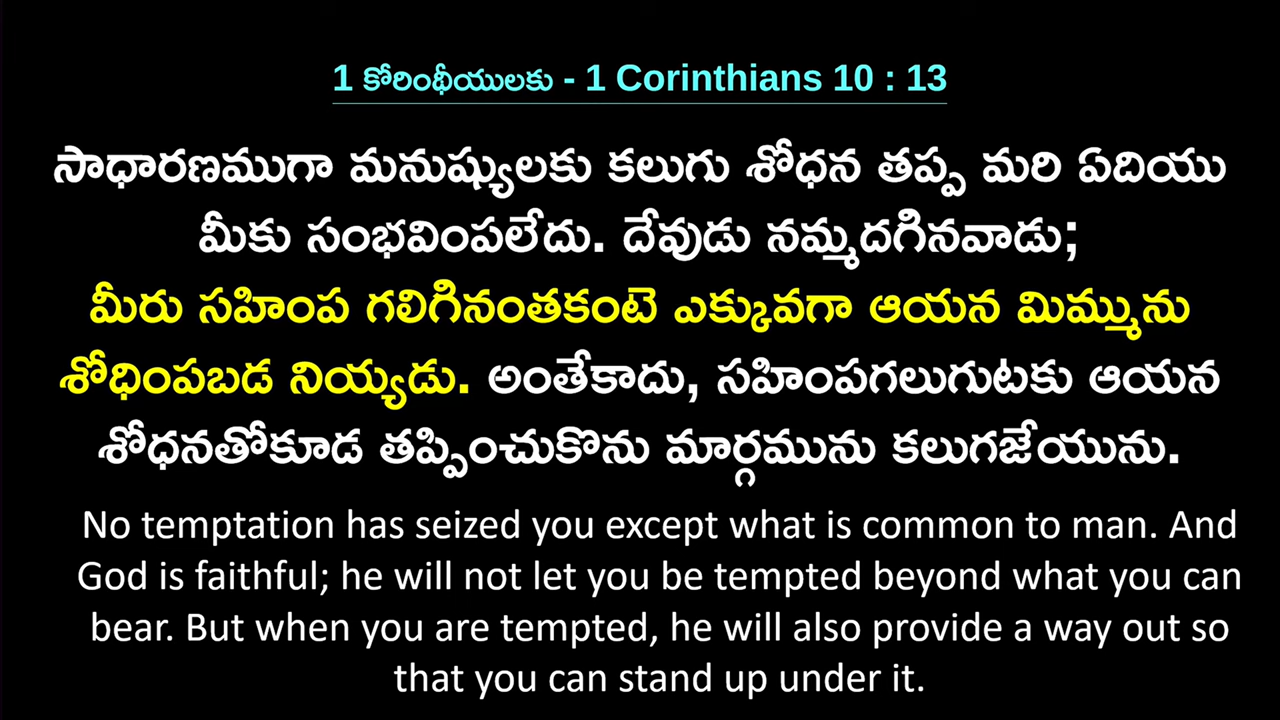 1 కోరింథీయులకు - 1 Corinthians 10 : 13
సాధారణముగా మనుష్యులకు కలుగు శోధన తప్ప మరి ఏదియు
మీకు సంభవింపలేదు. దేవుడు నమ్మదగినవాడు;
మీరు సహింప గలిగినంతకంటె ఎక్కువగా ఆయన మిమ్మును
శోధింపబడ నియ్యడు. అంతేకాదు, సహింపగలుగుటకు ఆయన
శోధనతోకూడ తప్పించుకొను మార్గమును కలుగజేయును.
No temptation has seized you except what is common to man. And
God is faithful; he will not let you be tempted beyond what you can
bear. But when you are tempted, he will also provide a way out so
that you can stand up under it.